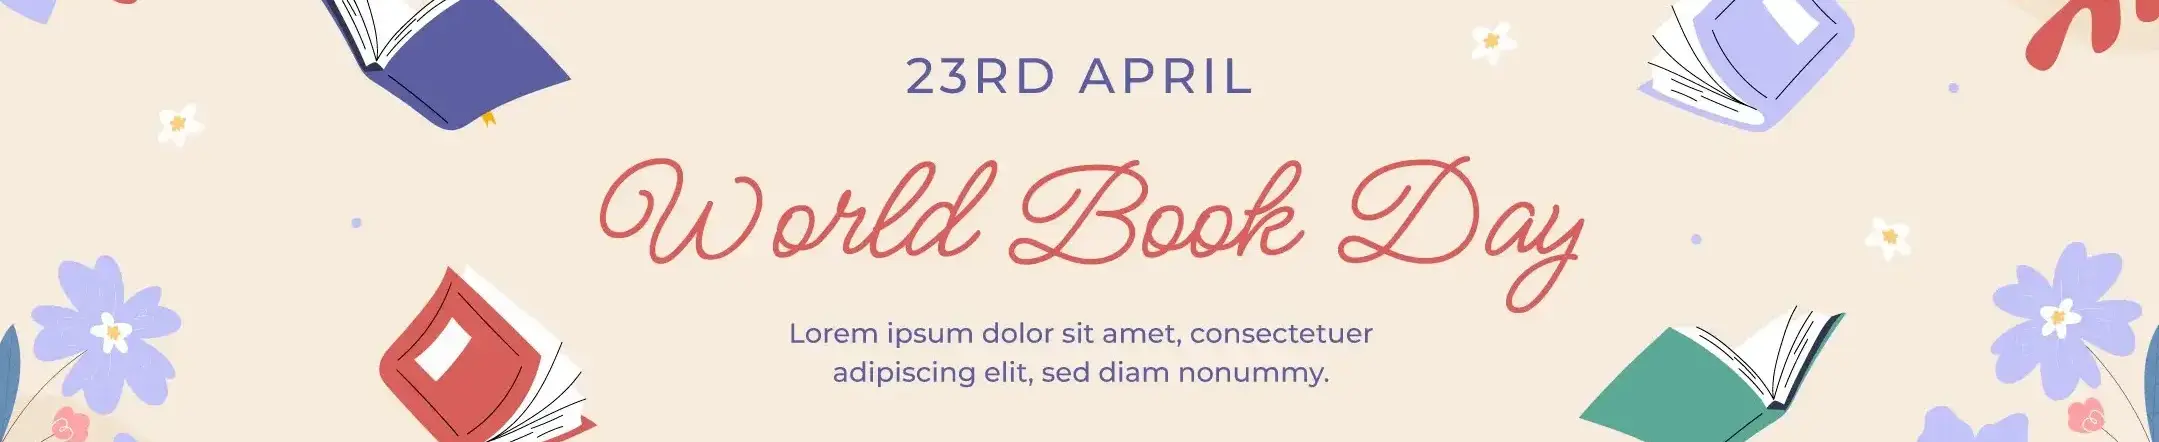 23RD APRIL
World Book Day
Lorem ipsum dolor sit amet, consectetuer
adipiscing elit, sed diam nonummy.